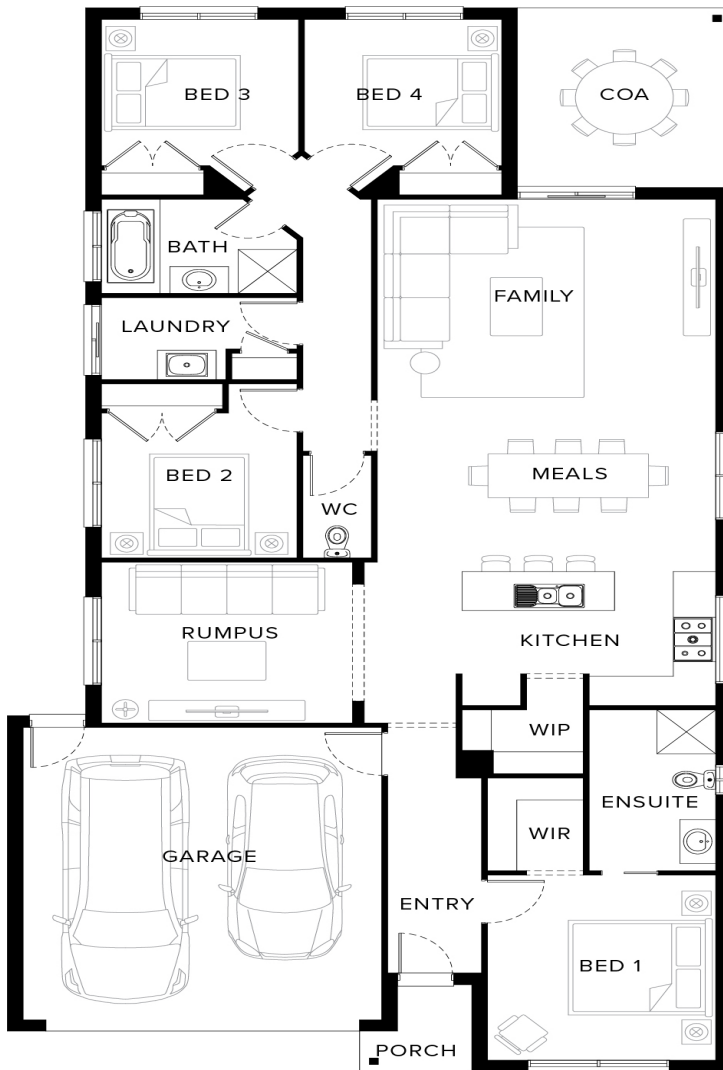 BED 3
BED 4
COA
BATH
FAMILY
LAUNDRY
BED 2
MEALS
WC
RUMPUS
KITCHEN
WIP
ENSUITE
WIR
GARAGE
ENTRY
BED 1
PORCH